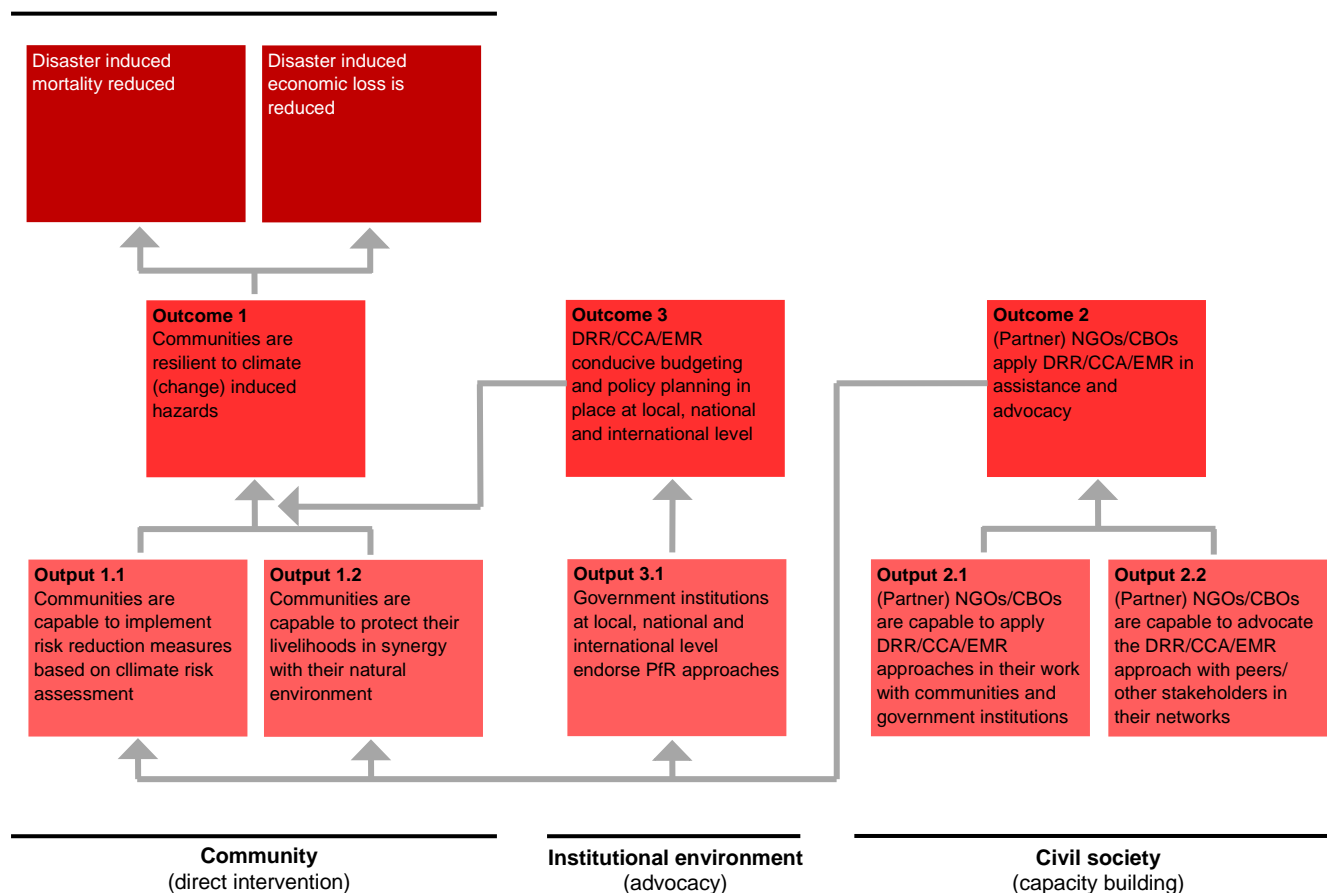 Disaster induced
mortality reduced
Disaster induced
economic loss is
reduced
Outcome 1
Communities are
resilient to climate
(change) induced
hazards
Outcome 3
DRR/CCA/EMR
conducive budgeting
and policy planning in
place at local, national
and international level
Outcome 2
(Partner) NGOs/CBOs
apply DRR/CCA/EMR in
assistance and
advocacy
Output 1.1
Communities are
capable to implement
risk reduction measures
based on cllimate risk
assessment
Output 1.2
Communities are
capable to protect their
livelihoods in synergy
with their natural
environment
Output 3.1
Government institutions
at local, national and
international level
endorse PfR approaches
Output 2.1
(Partner) NGOs/CBOs
are capable to apply
DRR/CCA/EMR
approaches in their work
with communities and
government institutions
Output 2.2
(Partner) NGOs/CBOs
are capable to advocate
the DRR/CCA/EMR
approach with peers/
other stakeholders in
their networks
Community
(direct intervention)
Institutional environment
(advocacy)
Civil society
(capacity building)